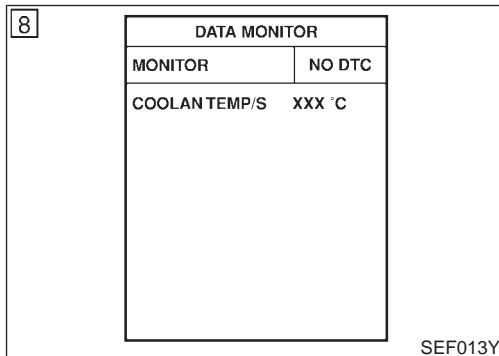 8
DATA MONITOR
MONITOR NO DTC
COOLAN TEMP/S XXX °C
SEF013Y